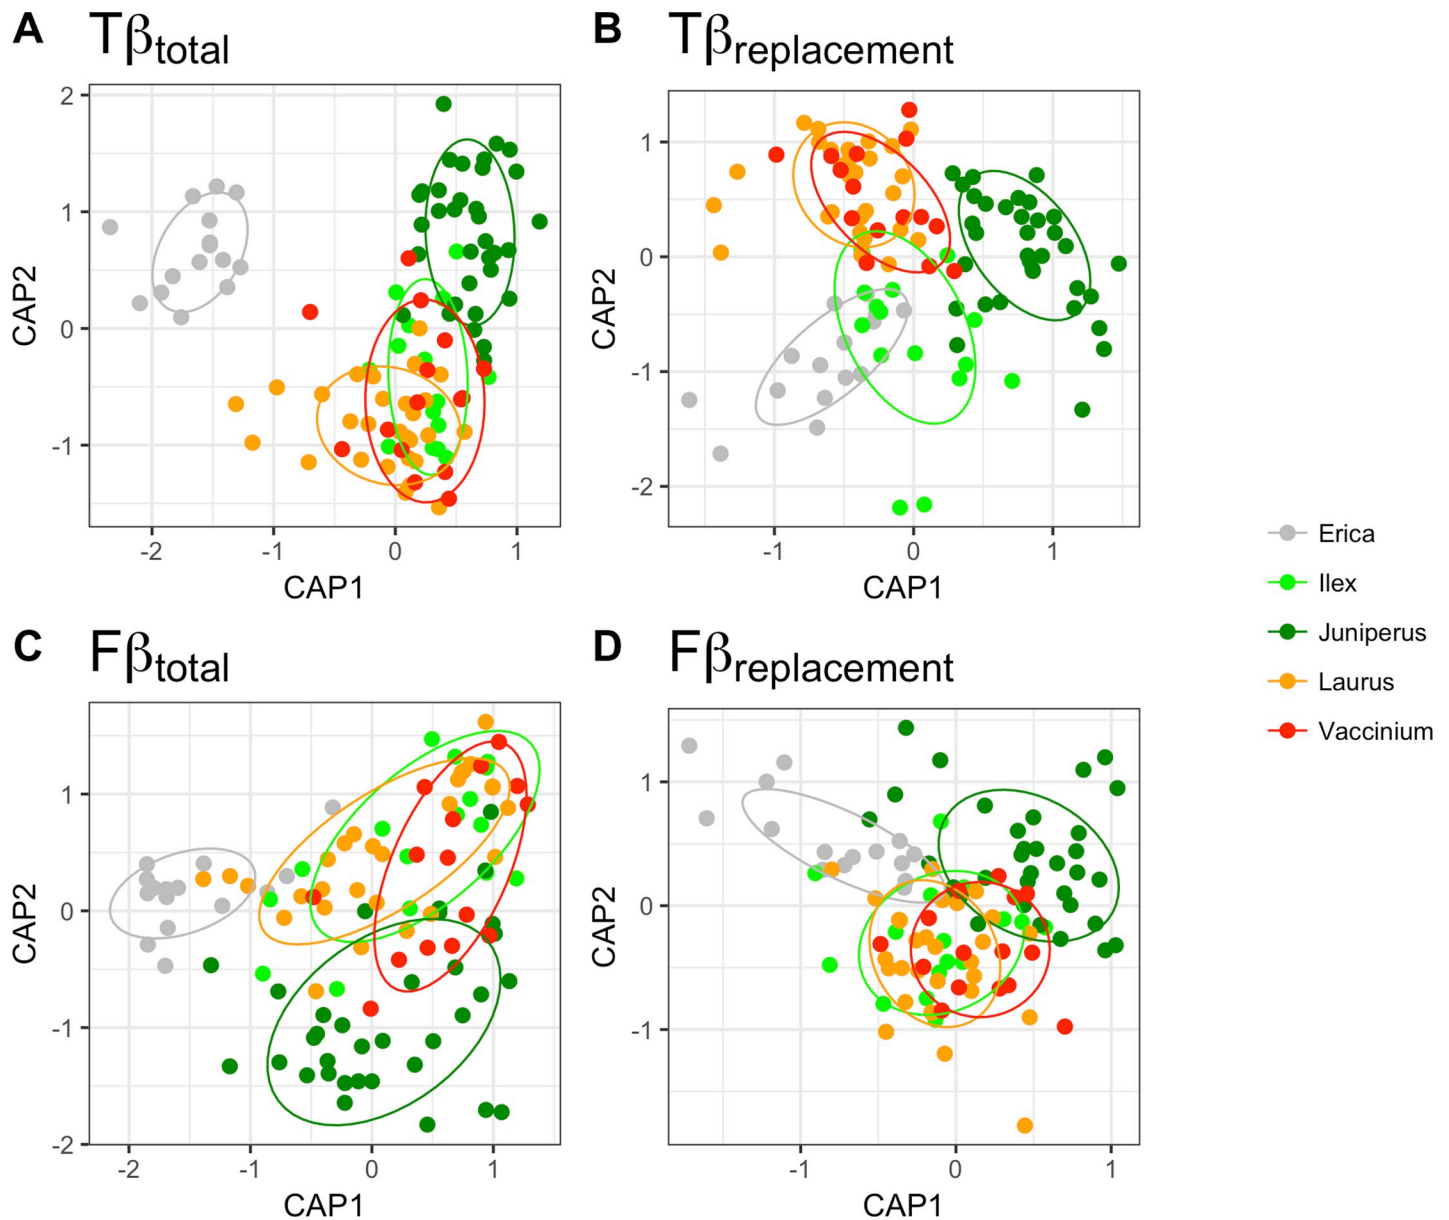 A Tβtotal
B Tβreplacement
2
1
0
-1
CAP2
-2 -1 0 1
CAP1
1
0
-1
-2
CAP2
-1 0 1
CAP1
C Fβtotal
D Fβreplacement
1
0
-1
-2
CAP2
-2 -1 0 1
CAP1
1
0
-1
CAP2
-1 0 1
CAP1
Erica
Ilex
Juniperus
Laurus
Vaccinium